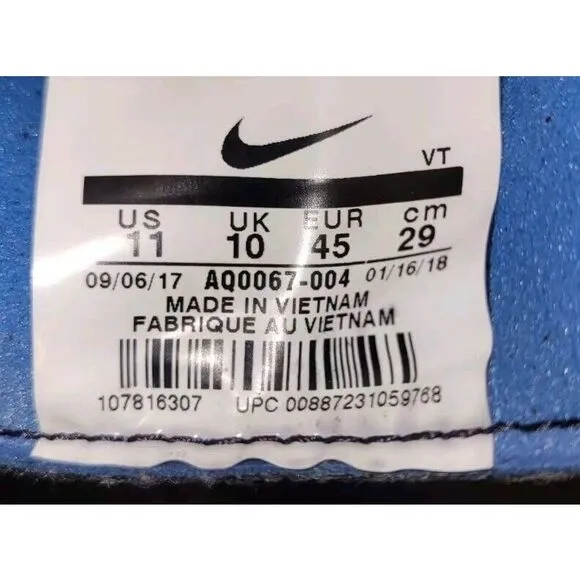 VT
US UK EUR cm
11 10 45 29
09/06/17 AQ0067-004 01/16/18
MADE IN VIETNAM
FABRIQUE AU VIETNAM
107816307 UPC 00887231059768